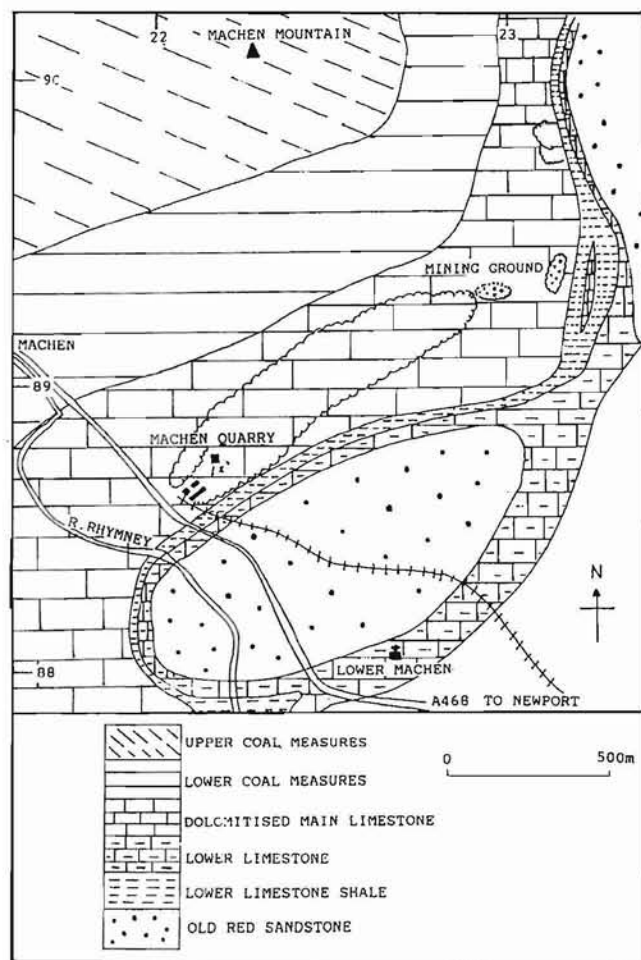 22
23
MACHEN MOUNTAIN
90
MINING GROUND
MACHEN
89
MACHEN QUARRY
R. RHYMNEY
N
88
LOWER MACHEN
A468 TO NEWPORT
UPPER COAL MEASURES
LOWER COAL MEASURES
0 500m
DOLOMITISED MAIN LIMESTONE
LOWER LIMESTONE
LOWER LIMESTONE SHALE
OLD RED SANDSTONE